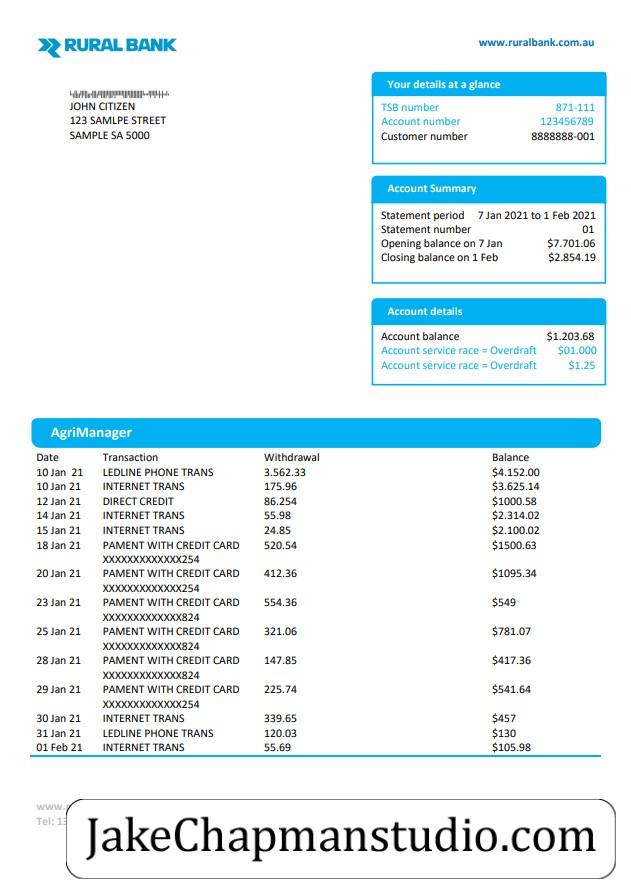 RURAL BANK
www.ruralbank.com.au
JOHN CITIZEN
123 SAMLPE STREET
SAMPLE SA 5000
Your details at a glance
TSB number 871-111
Account number 123456789
Customer number 8888888-001
Account Summary
Statement period 7 Jan 2021 to 1 Feb 2021
Statement number 01
Opening balance on 7 Jan $7.701.06
Closing balance on 1 Feb $2.854.19
Account details
Account balance $1.203.68
Account service race = Overdraft $01.000
Account service race = Overdraft $1.25
AgriManager
Date Transaction Withdrawal Balance
10 Jan 21 LEDLINE PHONE TRANS 3.562.33 $4.152.00
10 Jan 21 INTERNET TRANS 175.96 $3.625.14
12 Jan 21 DIRECT CREDIT 86.254 $1000.58
14 Jan 21 INTERNET TRANS 55.98 $2.314.02
15 Jan 21 INTERNET TRANS 24.85 $2.100.02
18 Jan 21 PAMENT WITH CREDIT CARD 520.54 $1500.63
XXXXXXXXXXXXX254
20 Jan 21 PAMENT WITH CREDIT CARD 412.36 $1095.34
XXXXXXXXXXXXX254
23 Jan 21 PAMENT WITH CREDIT CARD 554.36 $549
XXXXXXXXXXXXX824
25 Jan 21 PAMENT WITH CREDIT CARD 321.06 $781.07
XXXXXXXXXXXXX824
28 Jan 21 PAMENT WITH CREDIT CARD 147.85 $417.36
XXXXXXXXXXXXX824
29 Jan 21 PAMENT WITH CREDIT CARD 225.74 $541.64
XXXXXXXXXXXXX254
30 Jan 21 INTERNET TRANS 339.65 $457
31 Jan 21 LEDLINE PHONE TRANS 120.03 $130
01 Feb 21 INTERNET TRANS 55.69 $105.98
Tel:
JakeChapmanstudio.com